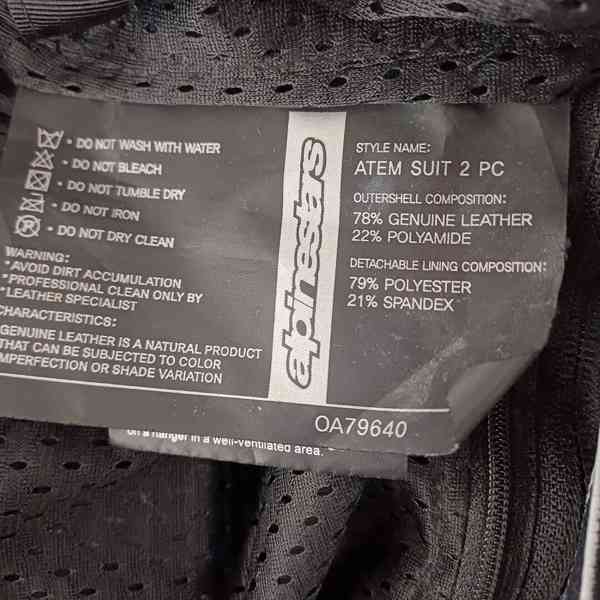 • DO NOT WASH WITH WATER
• DO NOT BLEACH
• DO NOT TUMBLE DRY
• DO NOT IRON
• DO NOT DRY CLEAN
WARNING:
• AVOID DIRT ACCUMULATION
• PROFESSIONAL CLEAN ONLY BY
LEATHER SPECIALIST
CHARACTERISTICS:
GENUINE LEATHER IS A NATURAL PRODUCT
THAT CAN BE SUBJECTED TO COLOR
IMPERFECTION OR SHADE VARIATION
alpinestars
STYLE NAME:
ATEM SUIT 2 PC
OUTERSHELL COMPOSITION:
78% GENUINE LEATHER
22% POLYAMIDE
DETACHABLE LINING COMPOSITION:
79% POLYESTER
21% SPANDEX
OA79640
on a hanger in a well-ventilated area.